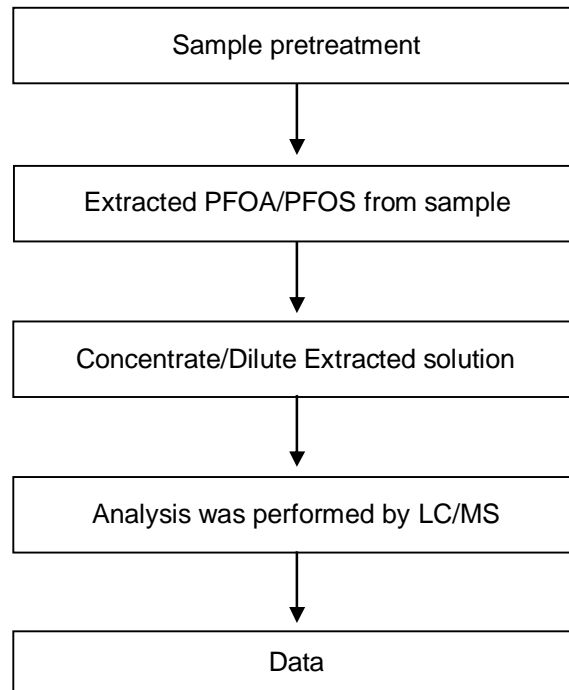 Sample pretreatment
Extracted PFOA/PFOS from sample
Concentrate/Dilute Extracted solution
Analysis was performed by LC/MS
Data